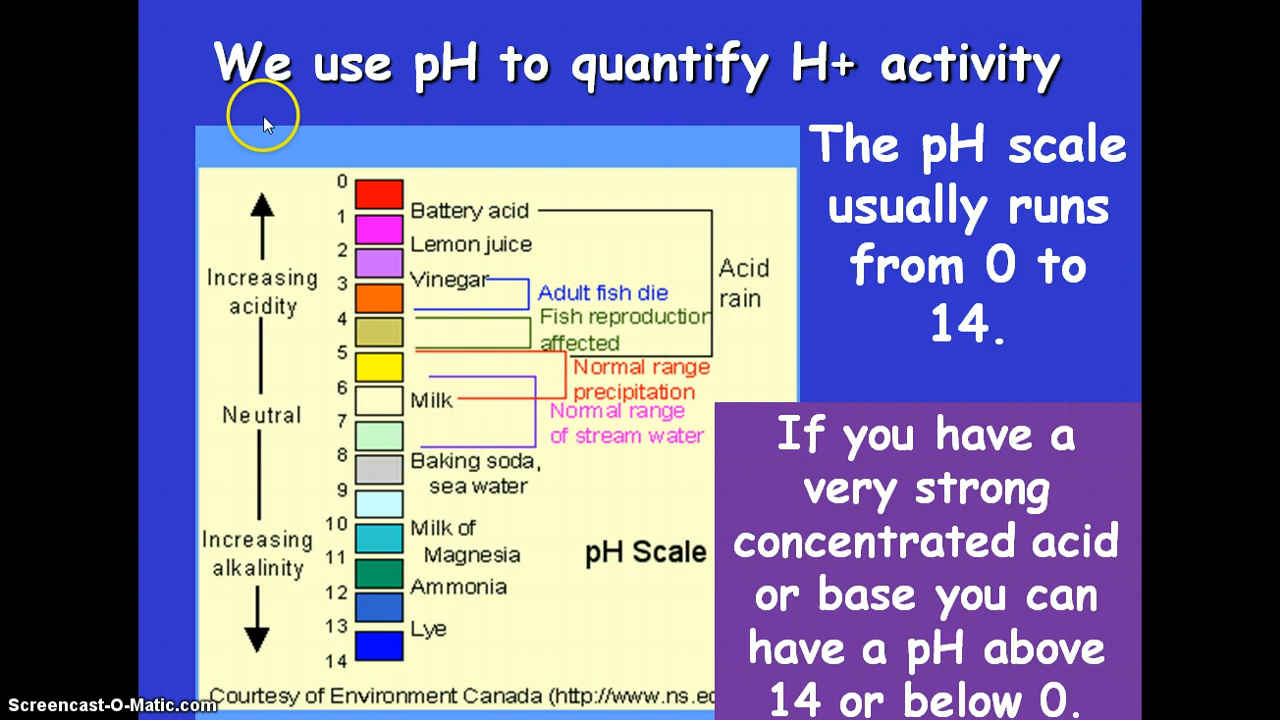 We use pH to quantify H+ activity
The pH scale
usually runs
from 0 to
14.
0
1
Battery acid
2
Lemon juice
3
Vinegar
Increasing
acidity
Adult fish die
Acid
rain
4
Fish reproduction
affected
5
Normal range
precipitation
6
Milk
Neutral
7
Normal range
of stream water
8
Baking soda,
sea water
9
10
Milk of
Magnesia
Increasing
alkalinity
11
pH Scale
12
Ammonia
13
Lye
14
If you have a
very strong
concentrated acid
or base you can
have a pH above
14 or below 0.
Courtesy of Environment Canada (http://www.ns.ec
Screencast-O-Matic.com